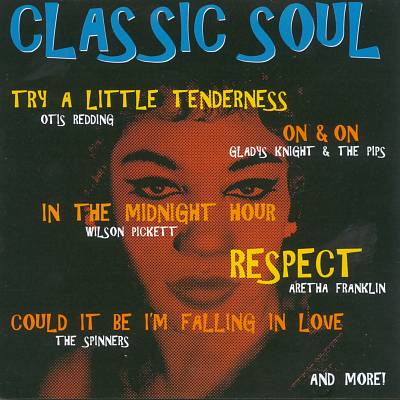 CLASSIC SOUL
TRY A LITTLE TENDERNESS
OTIS REDDING
ON & ON
GLADYS KNIGHT & THE PIPS
IN THE MIDNIGHT HOUR
WILSON PICKETT
RESPECT
ARETHA FRANKLIN
COULD IT BE I'M FALLING IN LOVE
THE SPINNERS
AND MORE!